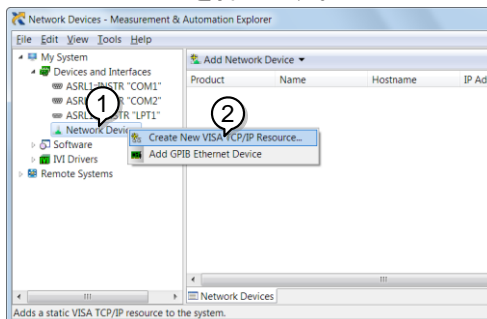 Network Devices - Measurement & Automation Explorer
File Edit View Tools Help
My System
Devices and Interfaces
"COM1"
"COM2"
"LPT1"
Network
Software
IVI Drivers
Remote Systems
1
2
Add Network Device
Product Name Hostname IP Ad
Create New VISA TCP/IP Resource...
Add GPIB Ethernet Device
Network Devices
Adds a static VISA TCP/IP resource to the system.